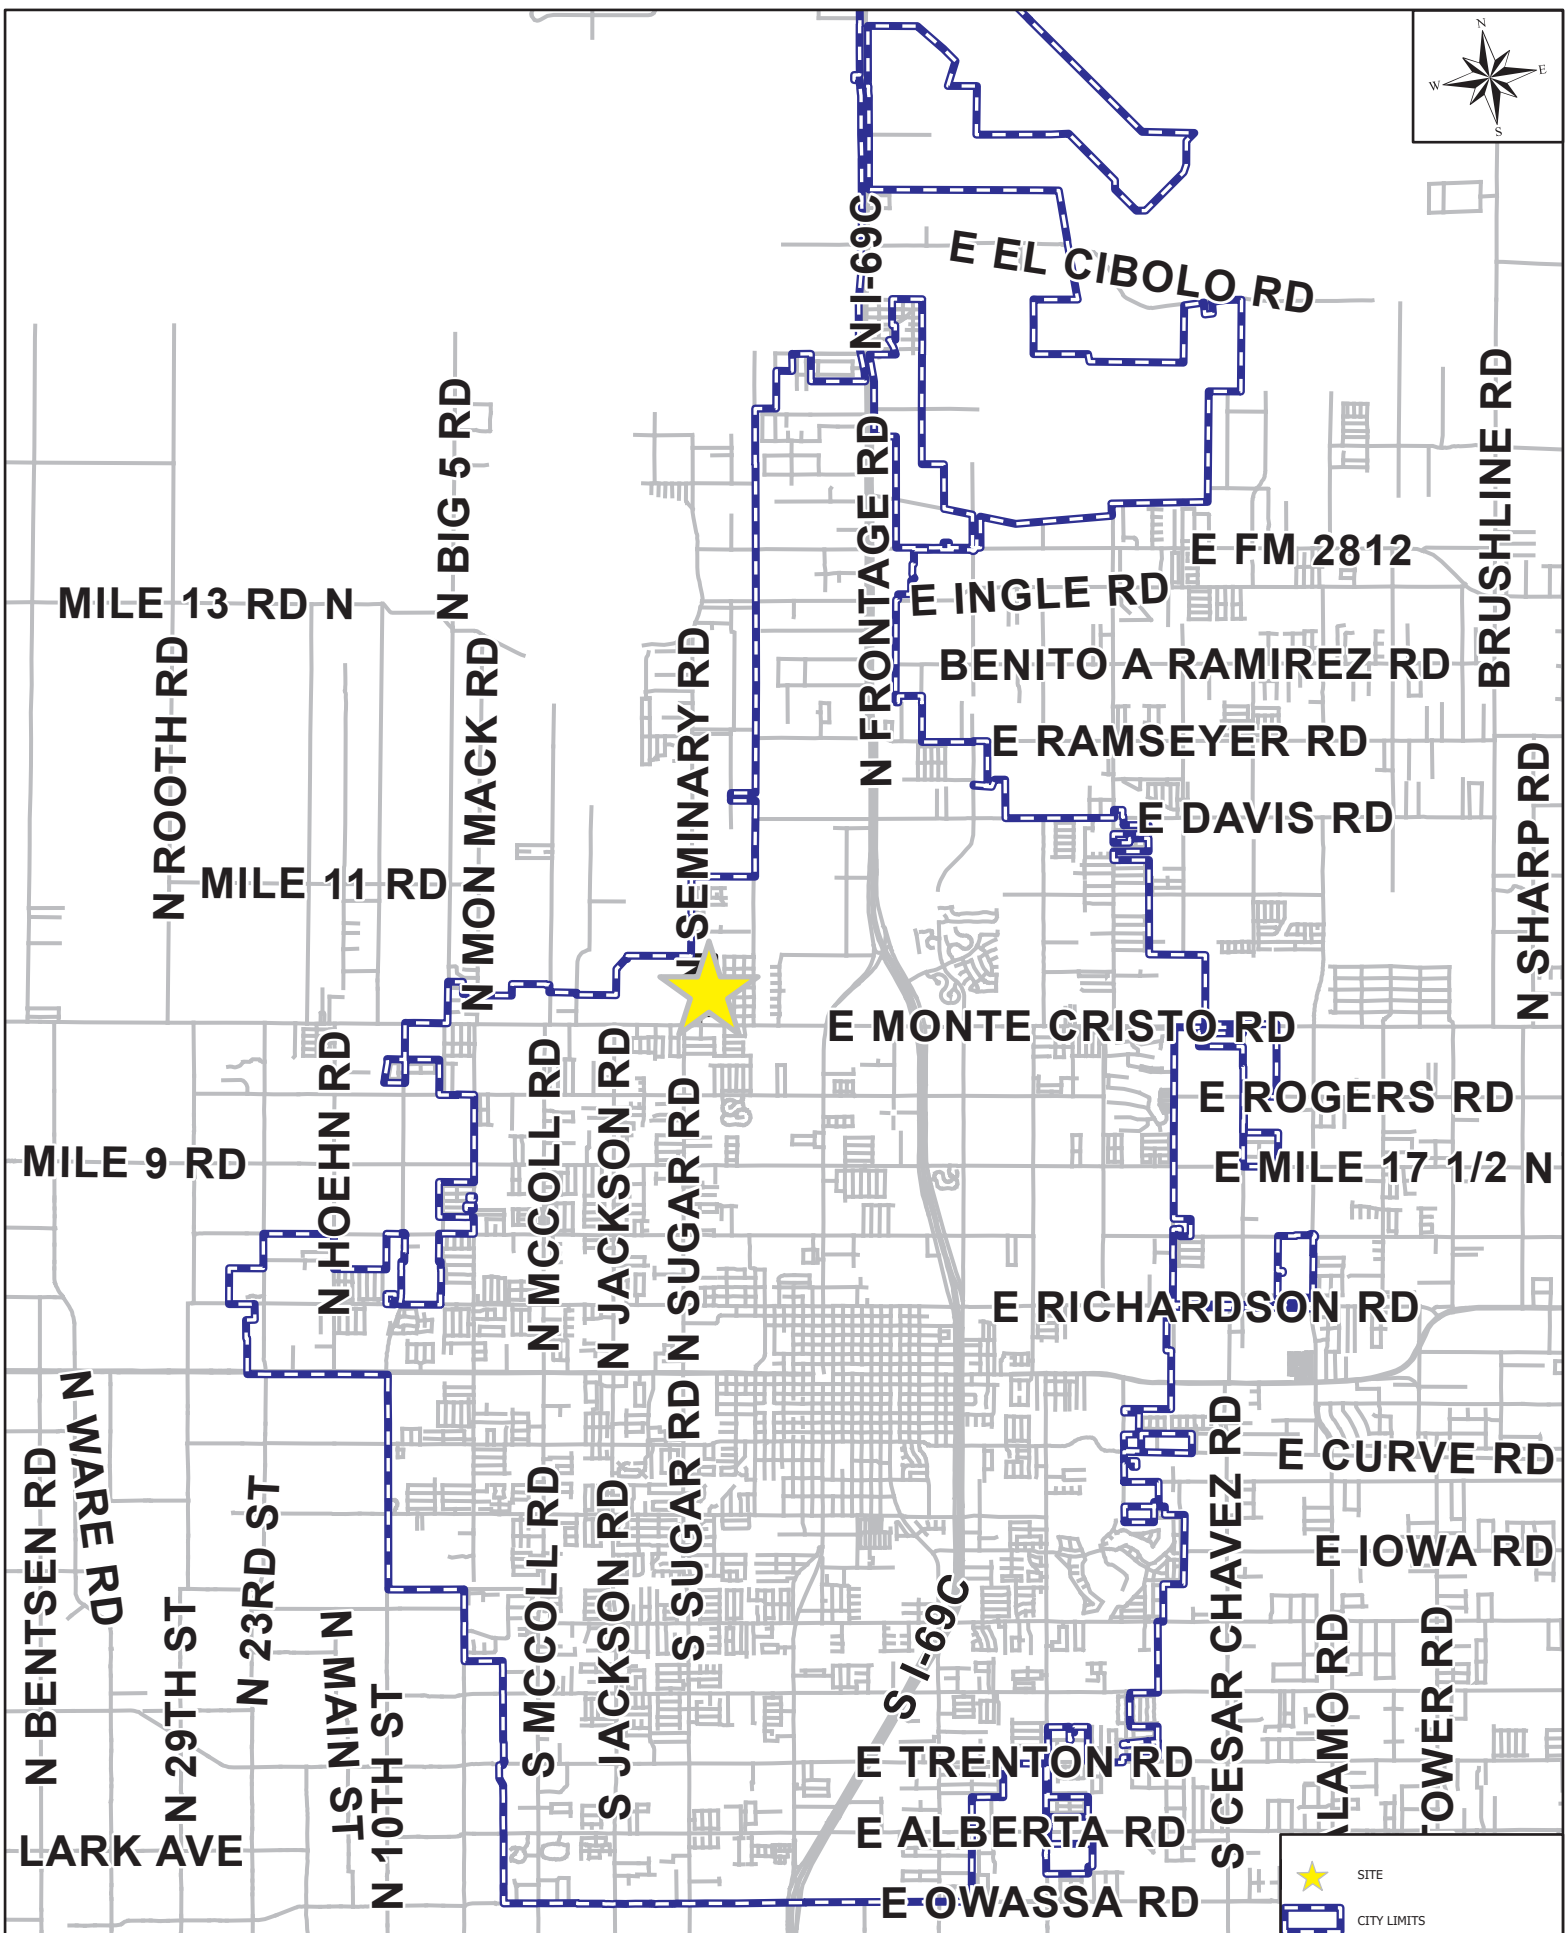 N
W
E
S
N I-69C
E EL CIBOLO RD
N BIG 5 RD
BRUSHLINE RD
N FRONTAGE RD
E FM 2812
MILE 13 RD N
E INGLE RD
N ROOTH RD
N MON MACK RD
N SEMINARY RD
BENITO A RAMIREZ RD
E RAMSEYER RD
N SHARP RD
E DAVIS RD
MILE 11 RD
E MONTE CRISTO RD
N HOEHN RD
N MCCOLL RD
N JACKSON RD
N SUGAR RD
E ROGERS RD
MILE 9 RD
E MILE 17 1/2 N
E RICHARDSON RD
N WARE RD
N BENTSEN RD
S SUGAR RD
S CESAR CHAVEZ RD
E CURVE RD
N 23RD ST
S MCCOLL RD
S JACKSON RD
E IOWA RD
N 29TH ST
N MAIN ST
S I-69C
ALAMO RD
TOWER RD
N 10TH ST
E TRENTON RD
E ALBERTA RD
LARK AVE
E OWASSA RD
SITE
CITY LIMITS